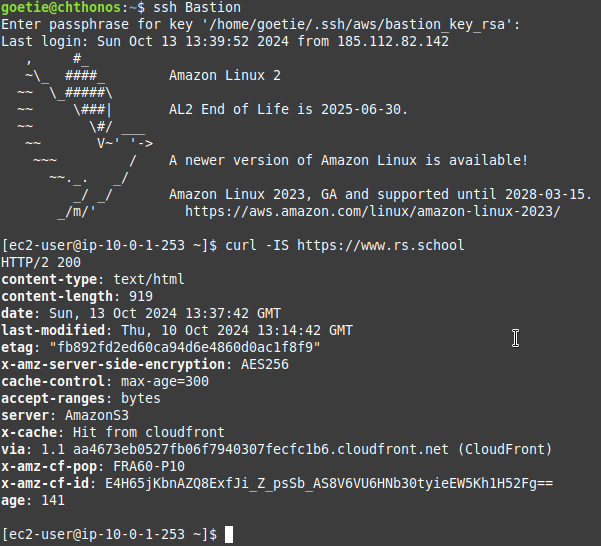 goetie@chthonos:~$ ssh Bastion
Enter passphrase for key '/home/goetie/.ssh/aws/bastion_key_rsa':
Last login: Sun Oct 13 13:39:52 2024 from 185.112.82.142
   ,     #_
   ~\_  ####_        Amazon Linux 2
  ~~  \_#####\
  ~~     \###|       AL2 End of Life is 2025-06-30.
  ~~       \#/ ___
   ~~       V~' '->
    ~~~         /    A newer version of Amazon Linux is available!
      ~~._.   _/
         _/ _/       Amazon Linux 2023, GA and supported until 2028-03-15.
       _/m/'           https://aws.amazon.com/linux/amazon-linux-2023/
[ec2-user@ip-10-0-1-253 ~]$ curl -IS https://www.rs.school
HTTP/2 200
content-type: text/html
content-length: 919
date: Sun, 13 Oct 2024 13:37:42 GMT
last-modified: Thu, 10 Oct 2024 13:14:42 GMT
etag: "fb892fd2ed60ca94d6e4860d0ac1f8f9"
x-amz-server-side-encryption: AES256
cache-control: max-age=300
accept-ranges: bytes
server: AmazonS3
x-cache: Hit from cloudfront
via: 1.1 aa4673eb0527fb06f7940307fecfc1b6.cloudfront.net (CloudFront)
x-amz-cf-pop: FRA60-P10
x-amz-cf-id: E4H65jKbnAZQ8ExfJi_Z_psSb_AS8V6VU6HNb30tyieEW5Kh1H52Fg==
age: 141
[ec2-user@ip-10-0-1-253 ~]$